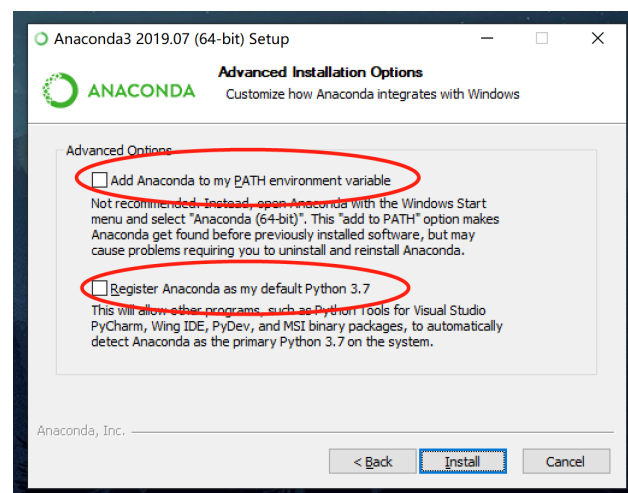 Anaconda3 2019.07 (64-bit) Setup
ANACONDA
Advanced Installation Options
Customize how Anaconda integrates with Windows
Advanced Options
Add Anaconda to my PATH environment variable
Not recommended. Instead, open Anaconda with the Windows Start
menu and select "Anaconda (64-bit)". This "add to PATH" option makes
Anaconda get found before previously installed software, but may
cause problems requiring you to uninstall and reinstall Anaconda.
Register Anaconda as my default Python 3.7
This will allow other programs, such as Python Tools for Visual Studio
PyCharm, Wing IDE, PyDev, and MSI binary packages, to automatically
detect Anaconda as the primary Python 3.7 on the system.
Anaconda, Inc.
< Back
Install
Cancel